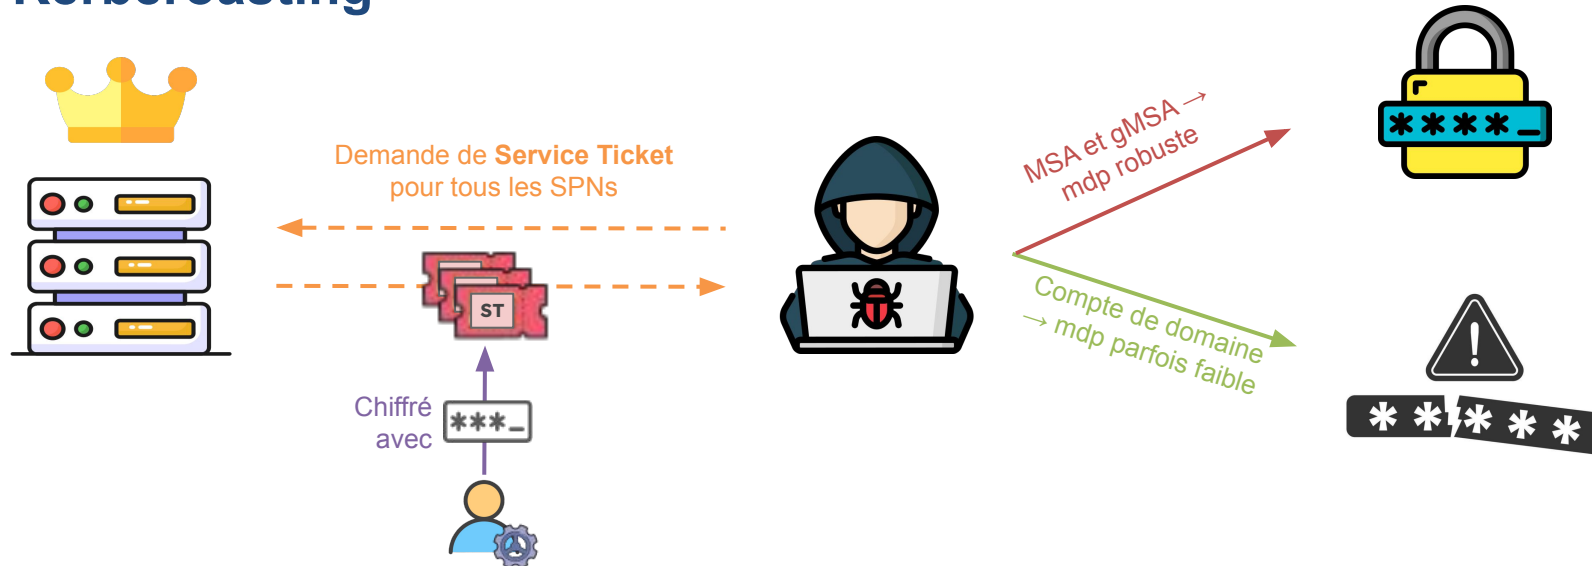 Kerberoasting
Demande de Service Ticket
pour tous les SPNs
ST
Chiffré
avec
***_
MSA et gMSA →
mdp robuste
****_
Compte de domaine
→ mdp parfois faible
!
* * * * *